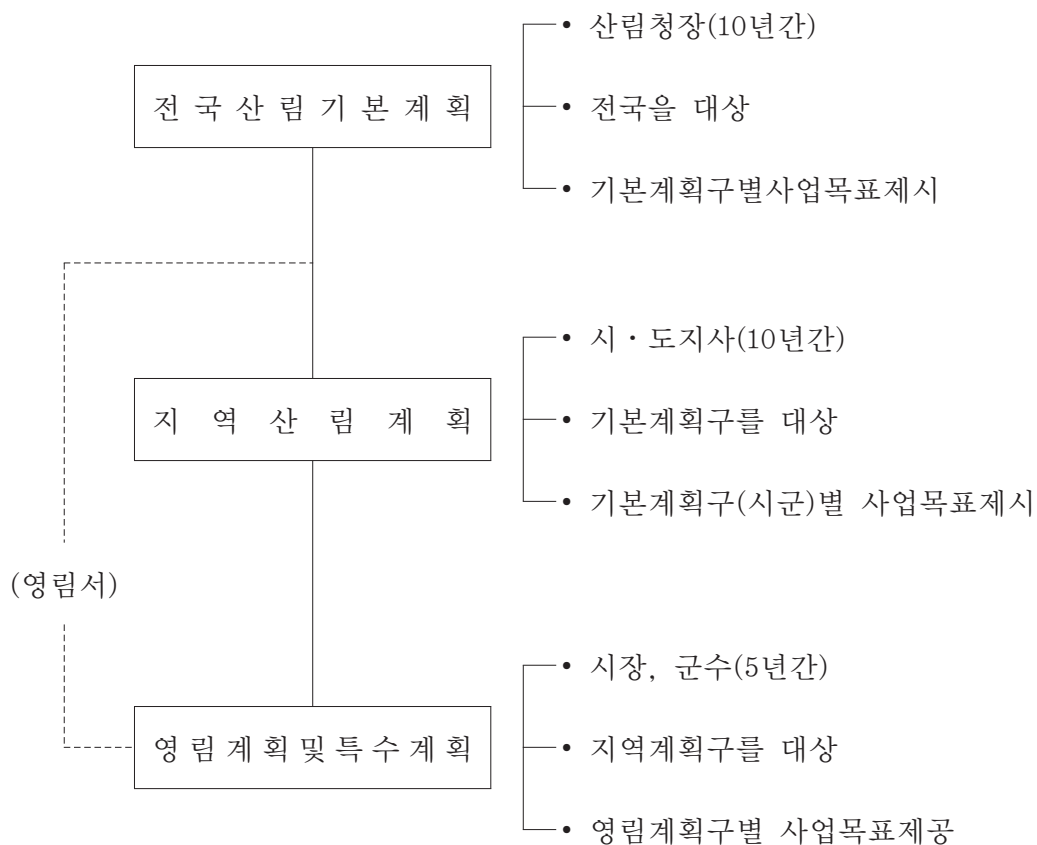 • 산림청장(10년간)
전국산림기본계획
• 전국을 대상
• 기본계획구별사업목표제시
• 시·도지사(10년간)
지역산림계획
• 기본계획구를 대상
• 기본계획구(시군)별 사업목표제시
(영림서)
• 시장, 군수(5년간)
영림계획및특수계획
• 지역계획구를 대상
• 영림계획구별 사업목표제공